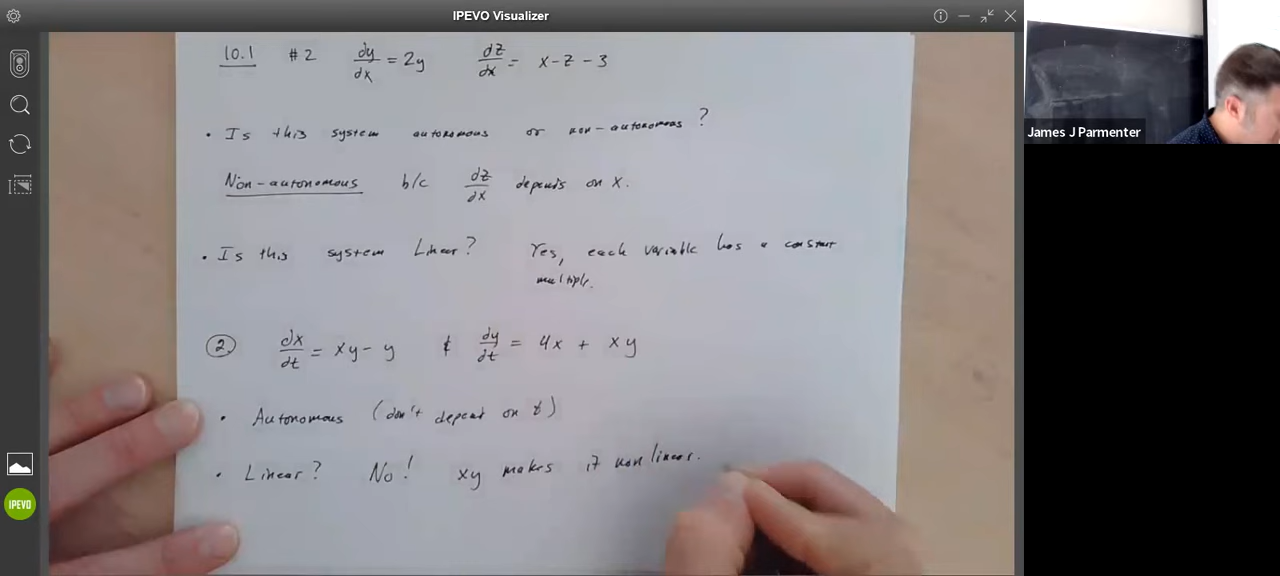 IPEVO Visualizer
10.1 #2 dy/dx = 2y dz/dx = x - z - 3
• Is this system autonomous or non-autonomous?
Non-autonomous b/c dz/dx depends on x.
• Is this system Linear? Yes, each variable has a constant
multiple.
2. dx/dt = xy - y & dy/dt = 4x + xy
• Autonomous (don't depend on t)
• Linear? No! xy makes it nonlinear.
James J Parmenter
IPEVO